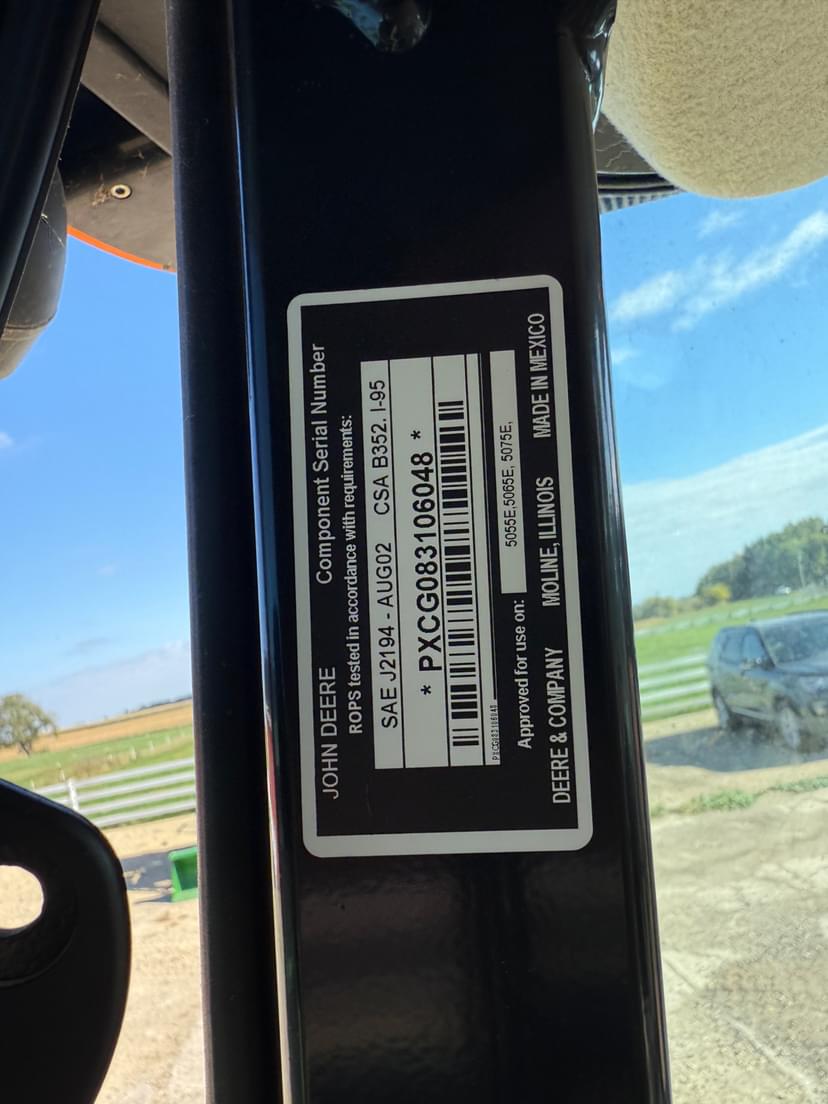 JOHN DEERE Component Serial Number
ROPS tested in accordance with requirements:
SAE J2194 - AUG02 CSA B352. I-95
* PXCG083106048 *
Approved for use on: 5055E,5065E, 5075E,
DEERE & COMPANY MOLINE, ILLINOIS MADE IN MEXICO